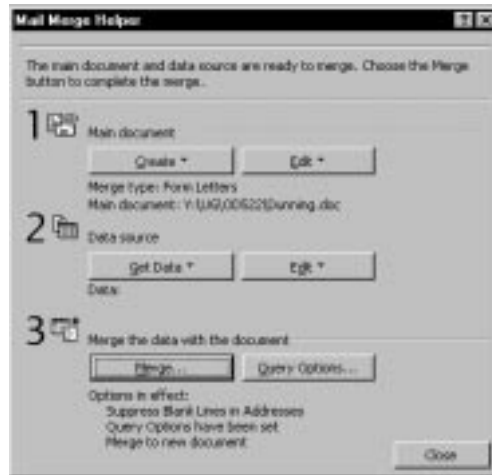 Mail Merge Helper
The main document and data source are ready to merge. Choose the Merge
button to complete the merge.
1 Main document
Create Edit
Merge type: Form Letters
Main document: 
2 Data source
Get Data Edit
Data:
3 Merge the data with the document
Merge... Query Options...
Options in effect:
Suppress Blank Lines in Addresses
Query Options have been set
Merge to new document
Close